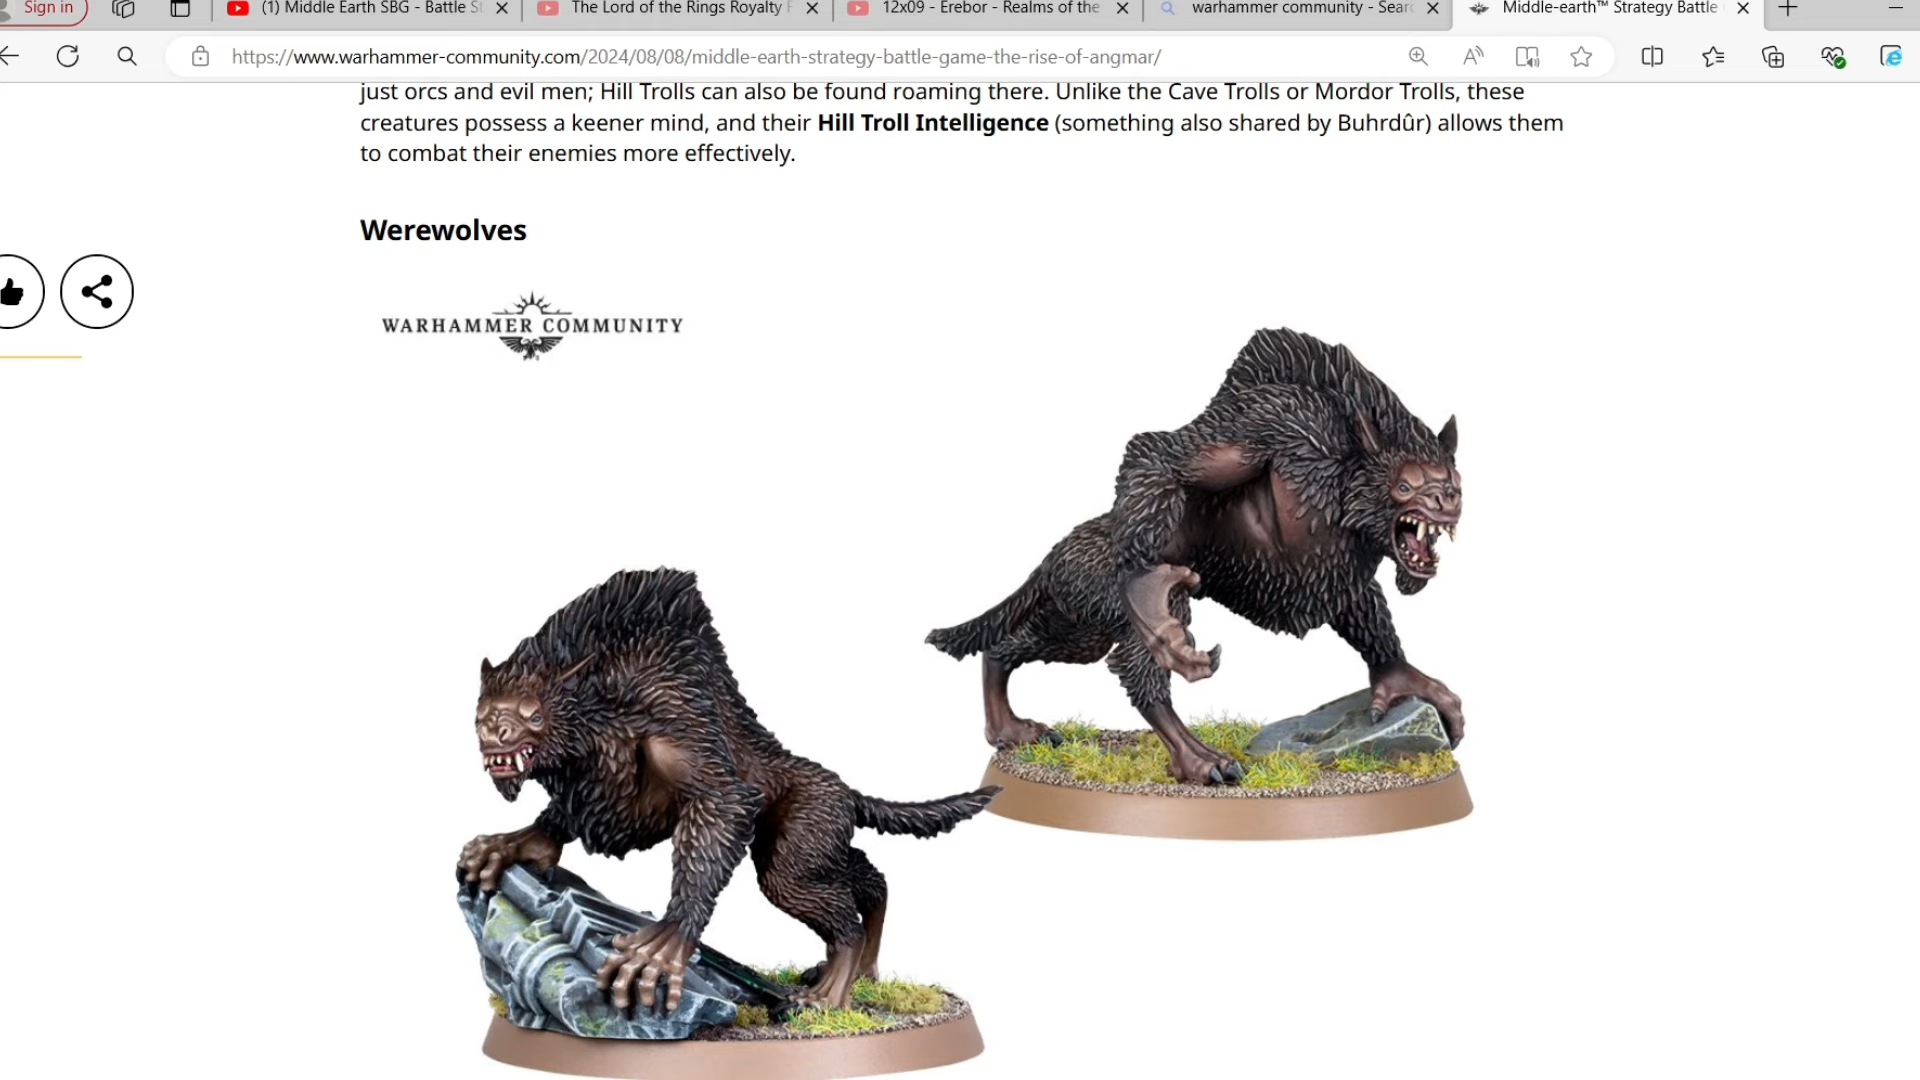 Sign in
(1) Middle Earth SBG - Battle St
The Lord of the Rings Royalty F
12x09 - Erebor - Realms of the
warhammer community - Sear
Middle-earth™ Strategy Battle
https://www.warhammer-community.com/2024/08/08/middle-earth-strategy-battle-game-the-rise-of-angmar/
just orcs and evil men; Hill Trolls can also be found roaming there. Unlike the Cave Trolls or Mordor Trolls, these
creatures possess a keener mind, and their Hill Troll Intelligence (something also shared by Buhrdûr) allows them
to combat their enemies more effectively.
Werewolves
WARHAMMER COMMUNITY